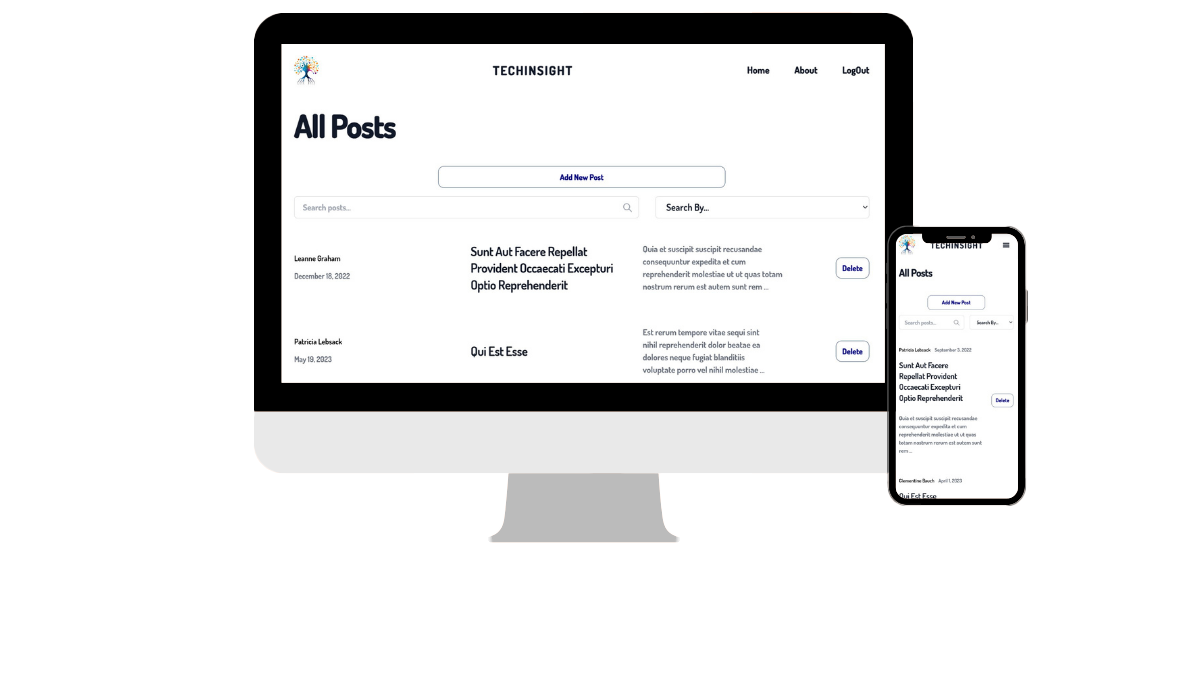 TECHINSIGHT
Home
About
LogOut
All Posts
Add New Post
Search posts...
Search By...
Leanne Graham
December 18, 2022
Sunt Aut Facere Repellat
Provident Occaecati Excepturi
Optio Reprehenderit
Quia et suscipit suscipit recusandae
consequuntur expedita et cum
reprehenderit molestiae ut ut quas totam
nostrum rerum est autem sunt rem ...
Delete
Patricia Lebsack
May 19, 2023
Qui Est Esse
Est rerum tempore vitae sequi sint
nihil reprehenderit dolor beatae ea
dolores neque fugiat blanditiis
voluptate porro vel nihil molestiae ...
Delete
TECHINSIGHT
All Posts
Add New Post
Search posts...
Search By...
Patricia Lebsack September 3, 2022
Sunt Aut Facere
Repellat Provident
Occaecati Excepturi
Optio Reprehenderit
Delete
Quia et suscipit suscipit recusandae
consequuntur expedita et cum
reprehenderit molestiae ut ut quas
totam nostrum rerum est autem sunt
rem ...
Clementine Bauch April 1, 2023
Qui Est Esse